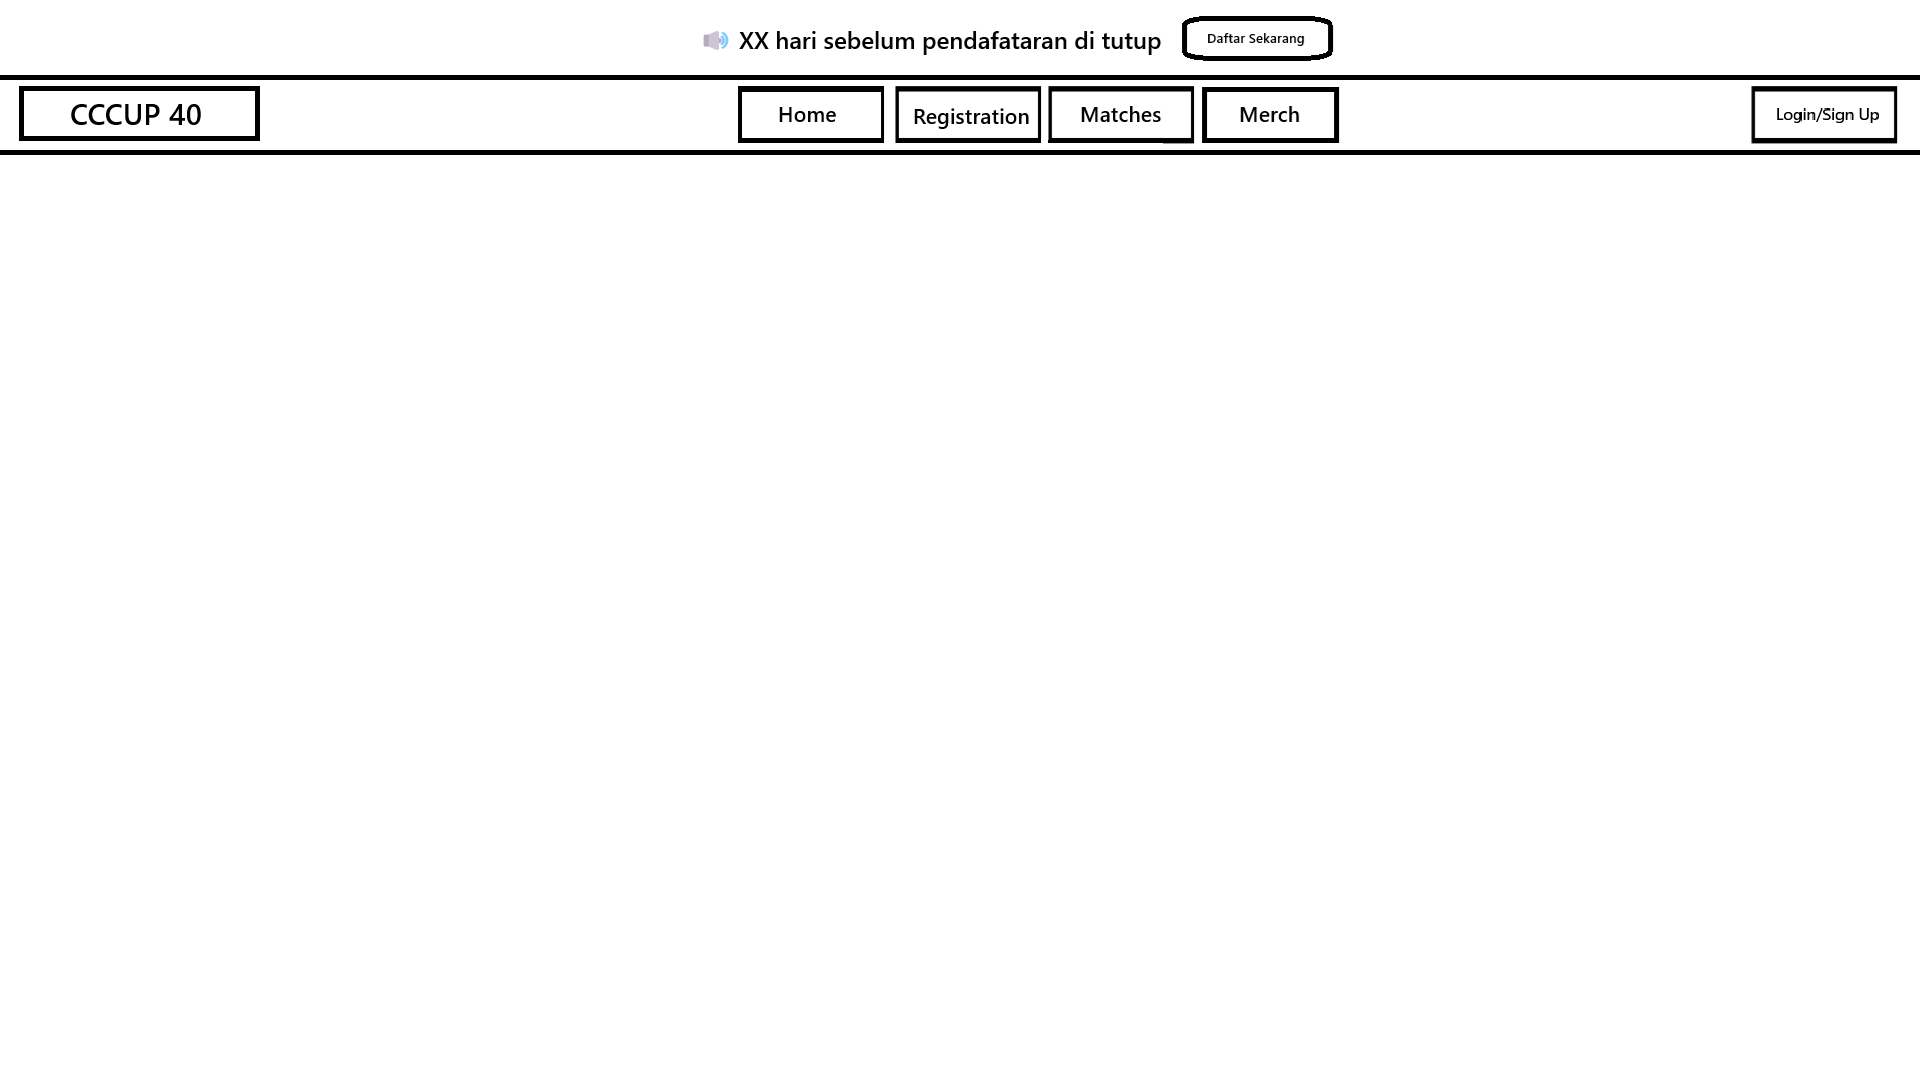 🔊 XX hari sebelum pendafataran di tutup Daftar Sekarang
CCCUP 40 Home Registration Matches Merch Login/Sign Up